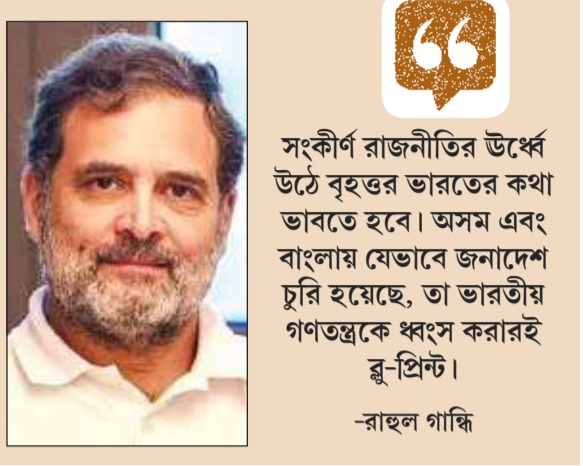 সংকীর্ণ রাজনীতির ঊর্ধ্বে
উঠে বৃহত্তর ভারতের কথা
ভাবতে হবে। অসম এবং
বাংলায় যেভাবে জনাদেশ
চুরি হয়েছে, তা ভারতীয়
গণতন্ত্রকে ধ্বংস করারই
ব্লু-প্রিন্ট।
-রাহুল গান্ধি